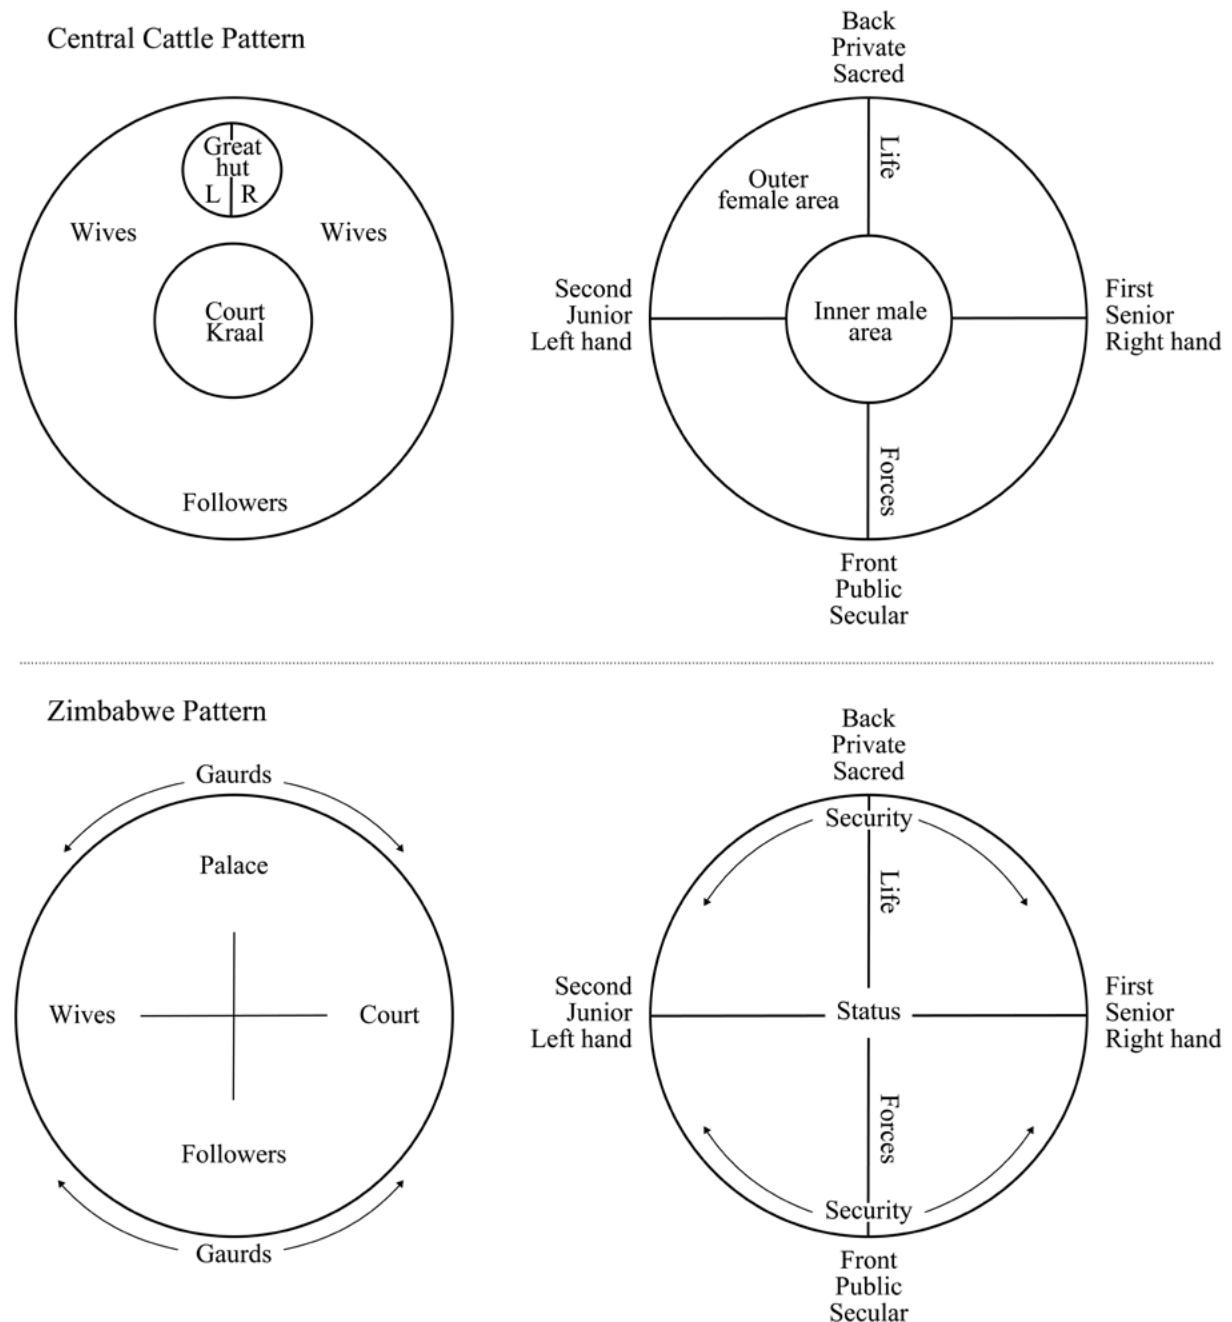 Central Cattle Pattern
Great
hut
L R
Wives
Wives
Court
Kraal
Followers
Back
Private
Sacred
Life
Outer
female area
Second
Junior
Left hand
Inner male
area
First
Senior
Right hand
Forces
Front
Public
Secular
Zimbabwe Pattern
Gaurds
Palace
Wives
Court
Followers
Gaurds
Back
Private
Sacred
Security
Life
Second
Junior
Left hand
Status
First
Senior
Right hand
Forces
Security
Front
Public
Secular